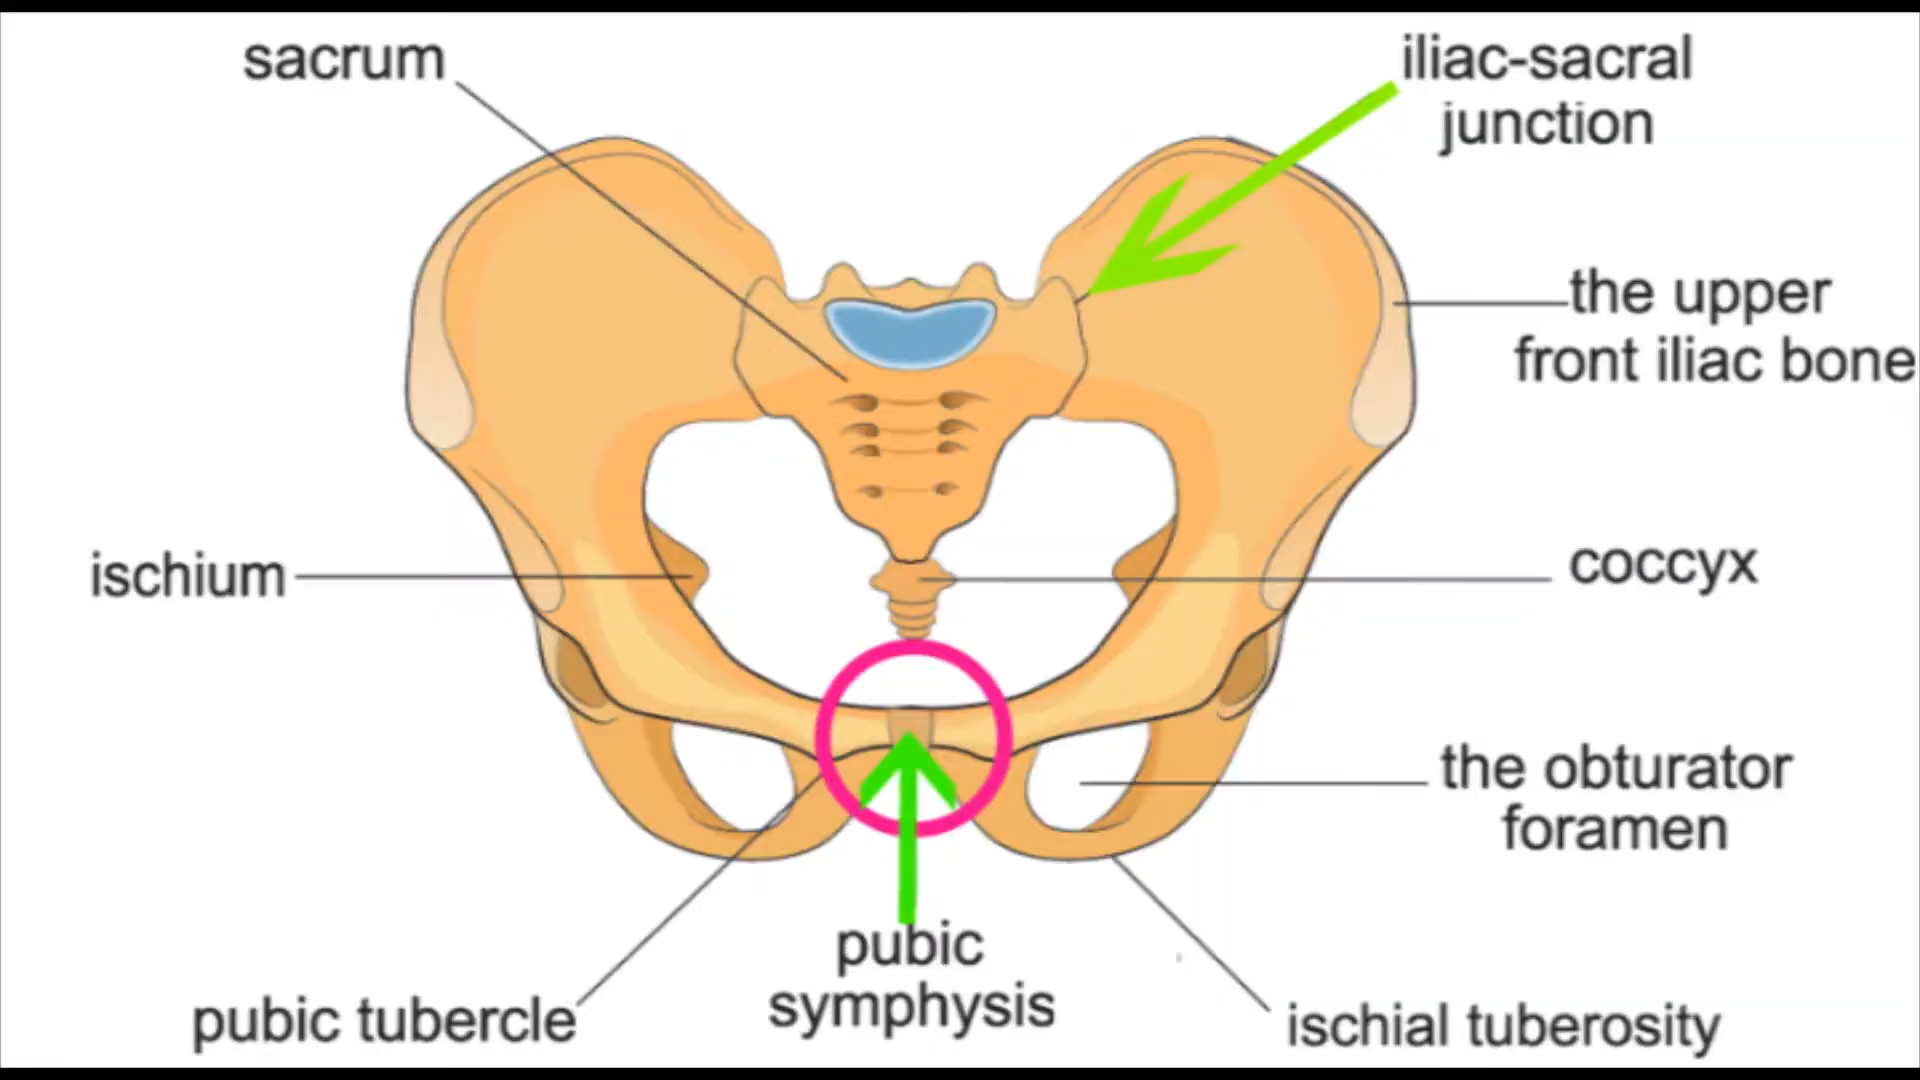 sacrum
iliac-sacral
junction
the upper
front iliac bone
ischium
coccyx
the obturator
foramen
pubic
symphysis
pubic tubercle
ischial tuberosity